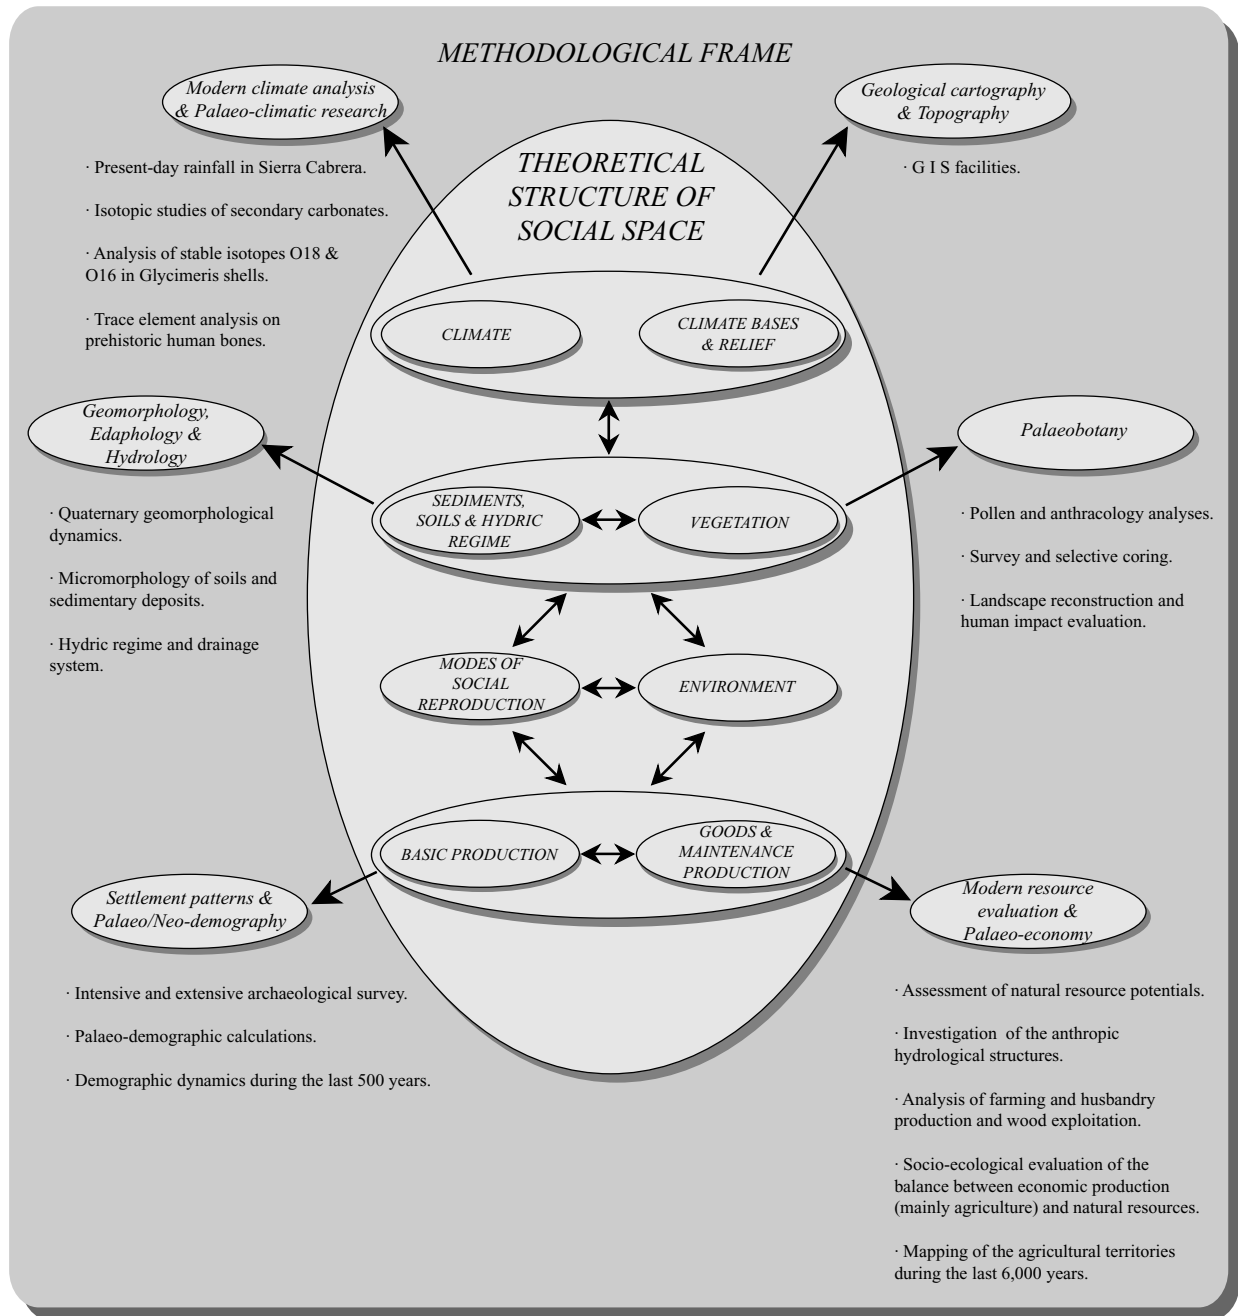 METHODOLOGICAL FRAME
Modern climate analysis
& Palaeo-climatic research
· Present-day rainfall in Sierra Cabrera.
· Isotopic studies of secondary carbonates.
· Analysis of stable isotopes O18 &
O16 in Glycimeris shells.
· Trace element analysis on
prehistoric human bones.
Geological cartography
& Topography
· G I S facilities.
THEORETICAL
STRUCTURE OF
SOCIAL SPACE
CLIMATE
CLIMATE BASES
& RELIEF
Geomorphology,
Edaphology &
Hydrology
· Quaternary geomorphological
dynamics.
· Micromorphology of soils and
sedimentary deposits.
· Hydric regime and drainage
system.
SEDIMENTS,
SOILS & HYDRIC
REGIME
VEGETATION
Palaeobotany
· Pollen and anthracology analyses.
· Survey and selective coring.
· Landscape reconstruction and
human impact evaluation.
MODES OF
SOCIAL
REPRODUCTION
ENVIRONMENT
BASIC PRODUCTION
GOODS &
MAINTENANCE
PRODUCTION
Settlement patterns &
Palaeo/Neo-demography
· Intensive and extensive archaeological survey.
· Palaeo-demographic calculations.
· Demographic dynamics during the last 500 years.
Modern resource
evaluation &
Palaeo-economy
· Assessment of natural resource potentials.
· Investigation of the anthropic
hydrological structures.
· Analysis of farming and husbandry
production and wood exploitation.
· Socio-ecological evaluation of the
balance between economic production
(mainly agriculture) and natural resources.
· Mapping of the agricultural territories
during the last 6,000 years.